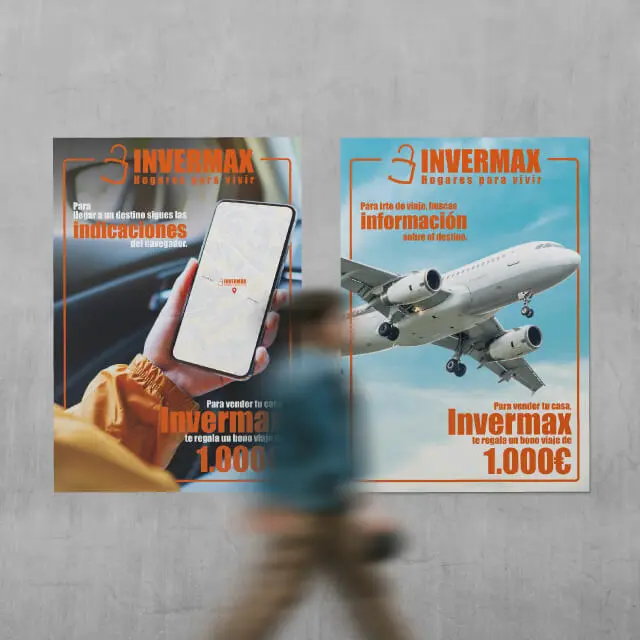 INVERMAX
Hogares para vivir
Para
llegar a un destino sigues las
indicaciones
del navegador.
INVERMAX
Para vender tu
Invermax
te regala un bono viaje
1.000
INVERMAX
Hogares para vivir
Para irte de viaje, buscas
información
sobre el destino.
Para vender tu casa,
Invermax
te regala un bono viaje de
1.000€